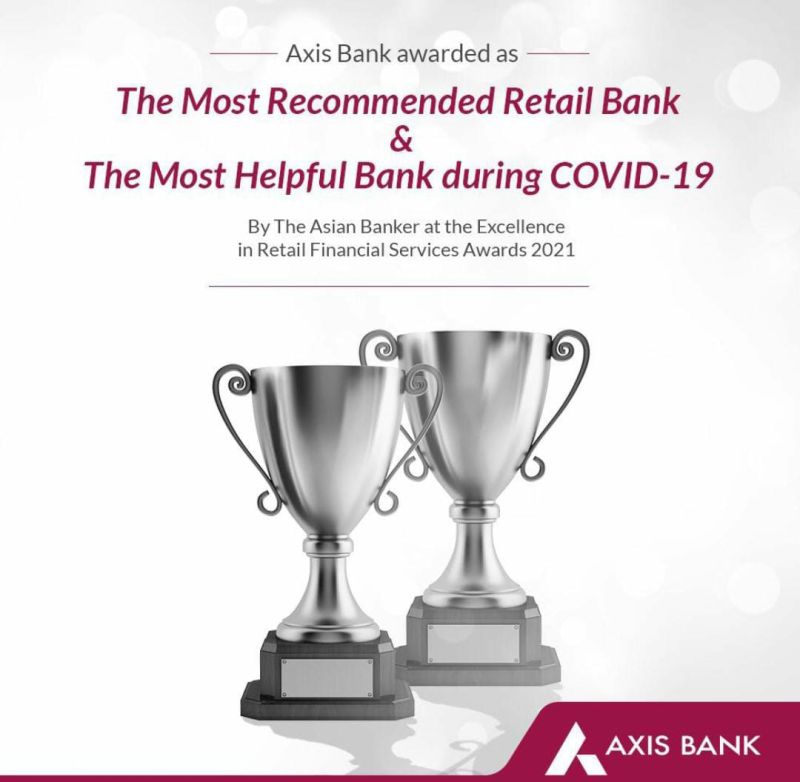 Axis Bank awarded as
The Most Recommended Retail Bank
&
The Most Helpful Bank during COVID-19
By The Asian Banker at the Excellence
in Retail Financial Services Awards 2021
AXIS BANK